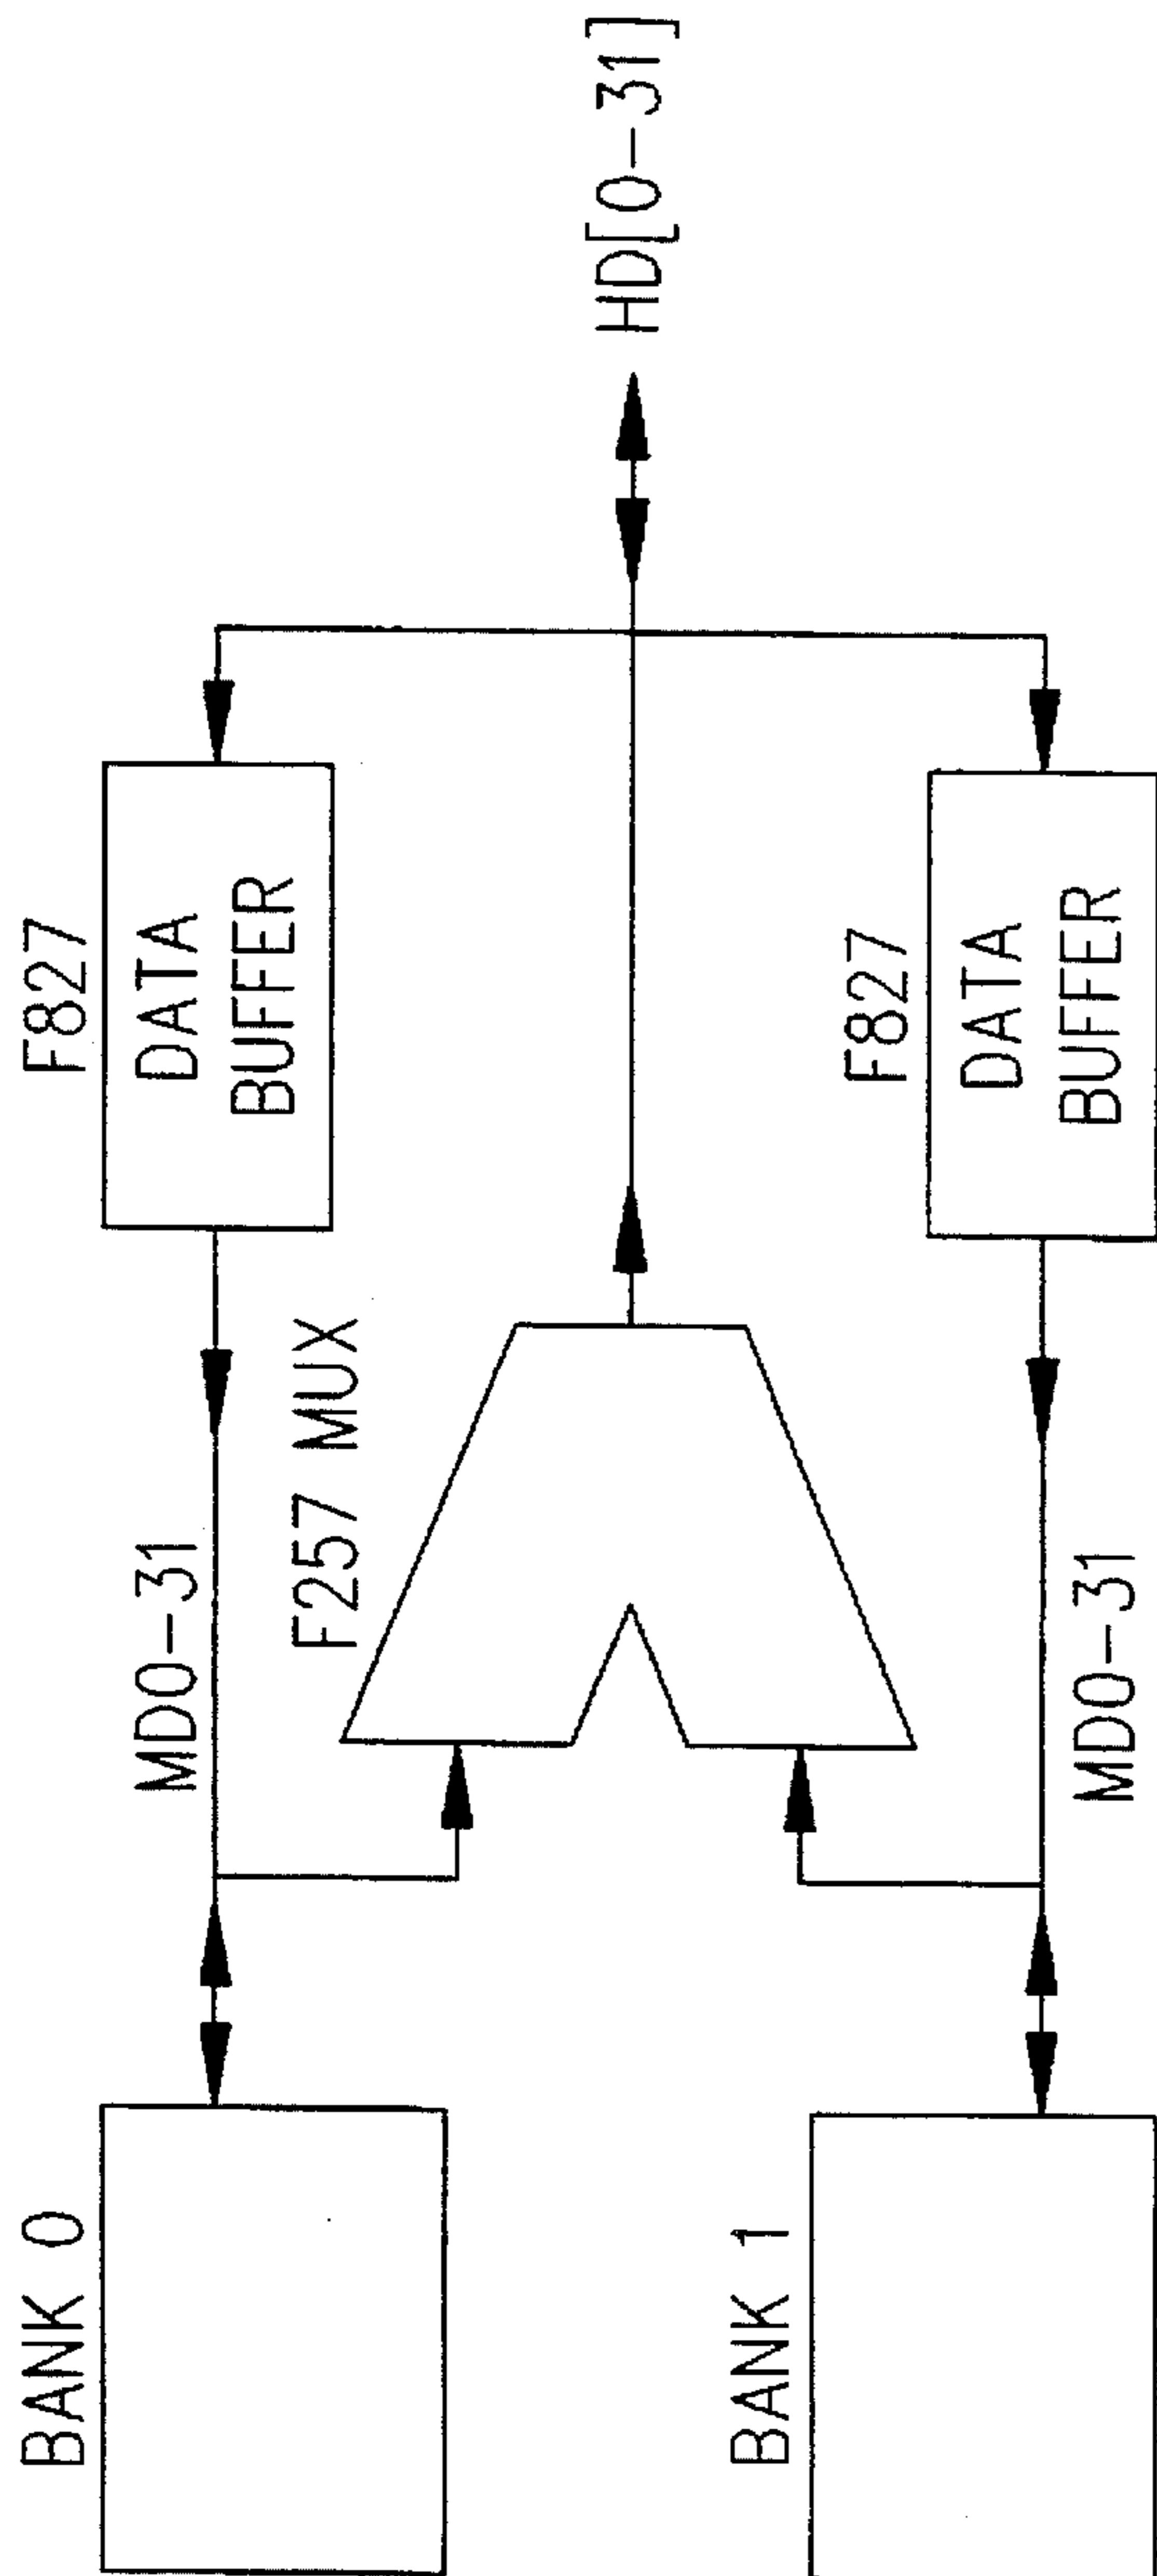 BANK 0
MD0-31
F827
DATA
BUFFER
F257 MUX
HD[0-31]
BANK 1
F827
DATA
BUFFER
MD0-31